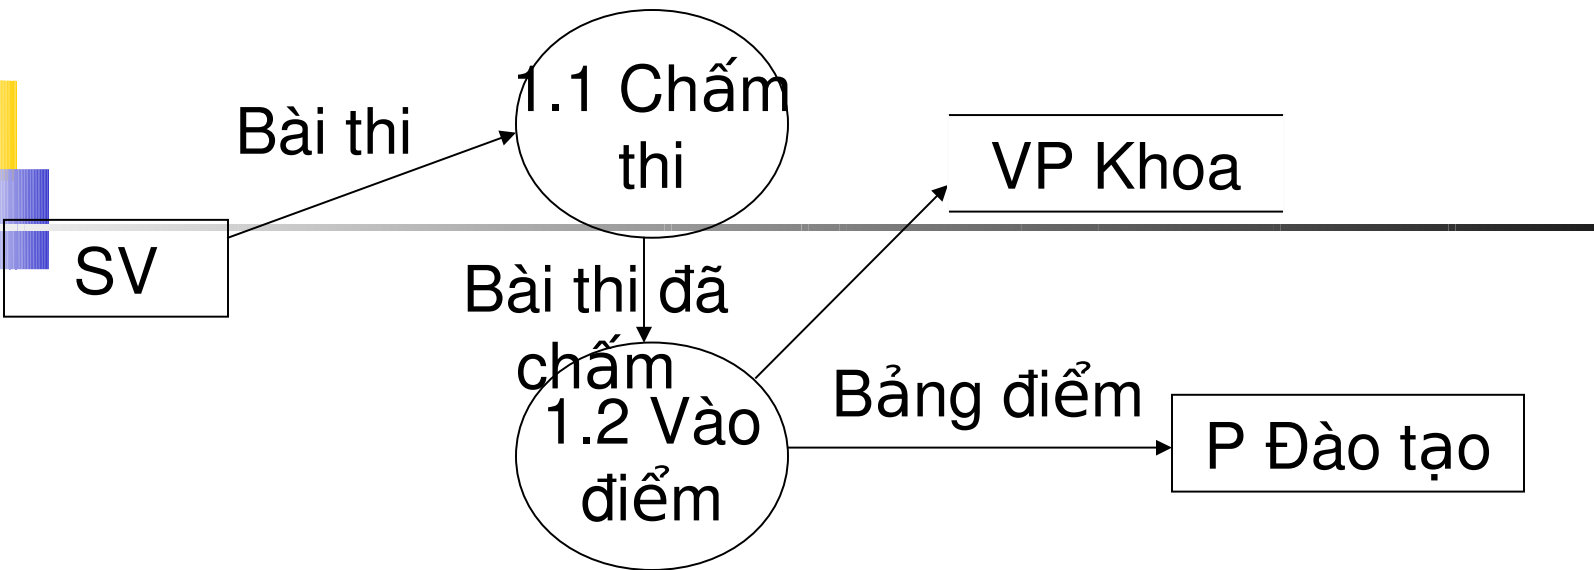 1.1 Chấm
thi
Bài thi
VP Khoa
SV
Bài thi đã
chấm
1.2 Vào
điểm
Bảng điểm
P Đào tạo